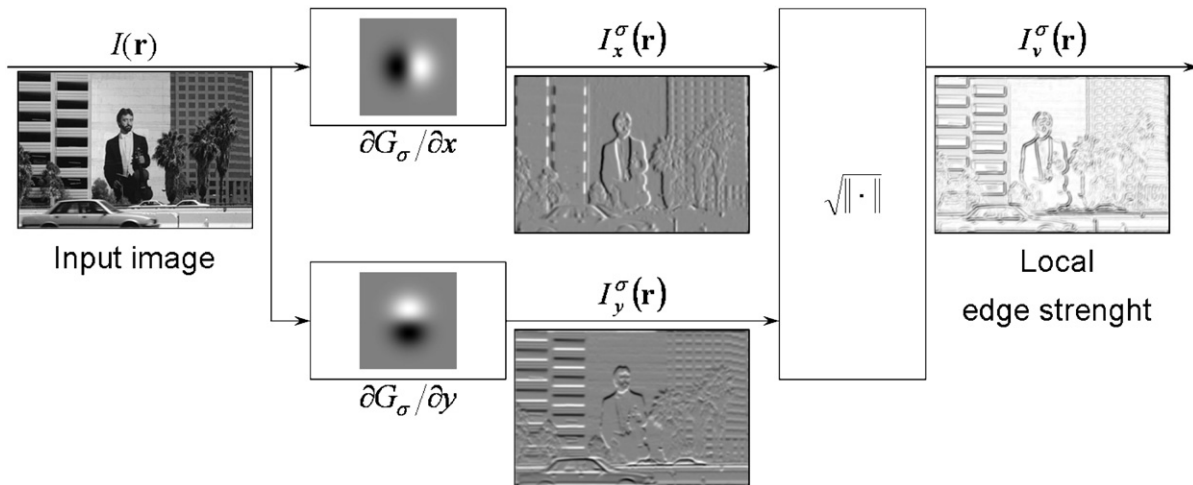 I(r)
I_x^σ(r)
I_v^σ(r)
∂G_σ/∂x
√‖·‖
Input image
I_y^σ(r)
Local
edge strenght
∂G_σ/∂y